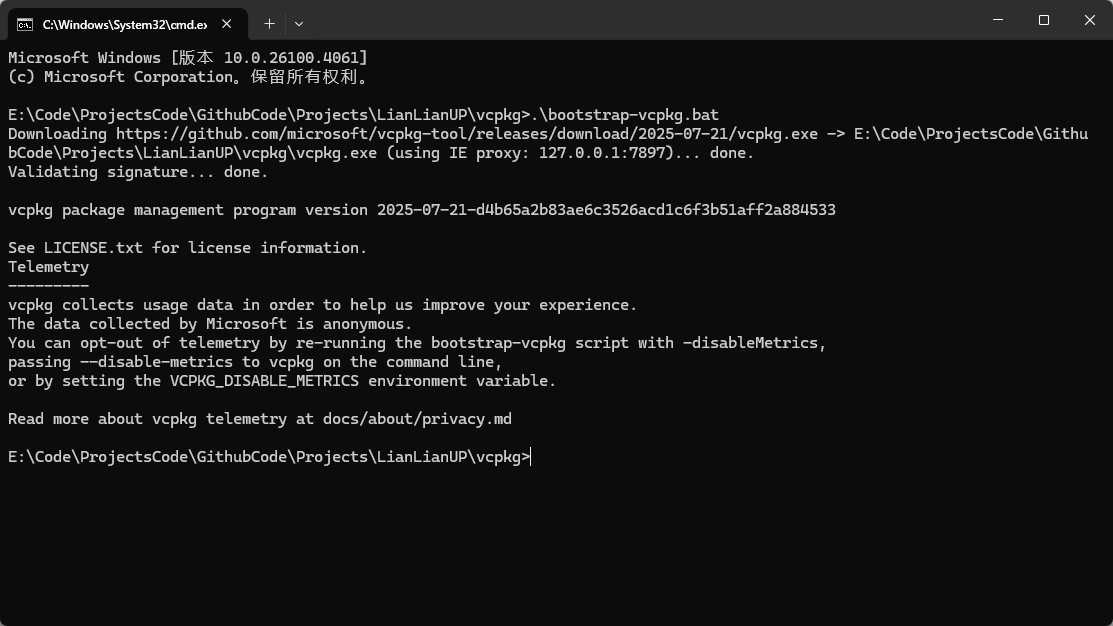 C:\Windows\System32\cmd.ex
Microsoft Windows [版本 10.0.26100.4061]
(c) Microsoft Corporation。保留所有权利。
E:\Code\ProjectsCode\GithubCode\Projects\LianLianUP\vcpkg>.\bootstrap-vcpkg.bat
Downloading https://github.com/microsoft/vcpkg-tool/releases/download/2025-07-21/vcpkg.exe -> E:\Code\ProjectsCode\Githu
bCode\Projects\LianLianUP\vcpkg\vcpkg.exe (using IE proxy: 127.0.0.1:7897)... done.
Validating signature... done.
vcpkg package management program version 2025-07-21-d4b65a2b83ae6c3526acd1c6f3b51aff2a884533
See LICENSE.txt for license information.
Telemetry
---------
vcpkg collects usage data in order to help us improve your experience.
The data collected by Microsoft is anonymous.
You can opt-out of telemetry by re-running the bootstrap-vcpkg script with -disableMetrics,
passing --disable-metrics to vcpkg on the command line,
or by setting the VCPKG_DISABLE_METRICS environment variable.
Read more about vcpkg telemetry at docs/about/privacy.md
E:\Code\ProjectsCode\GithubCode\Projects\LianLianUP\vcpkg>